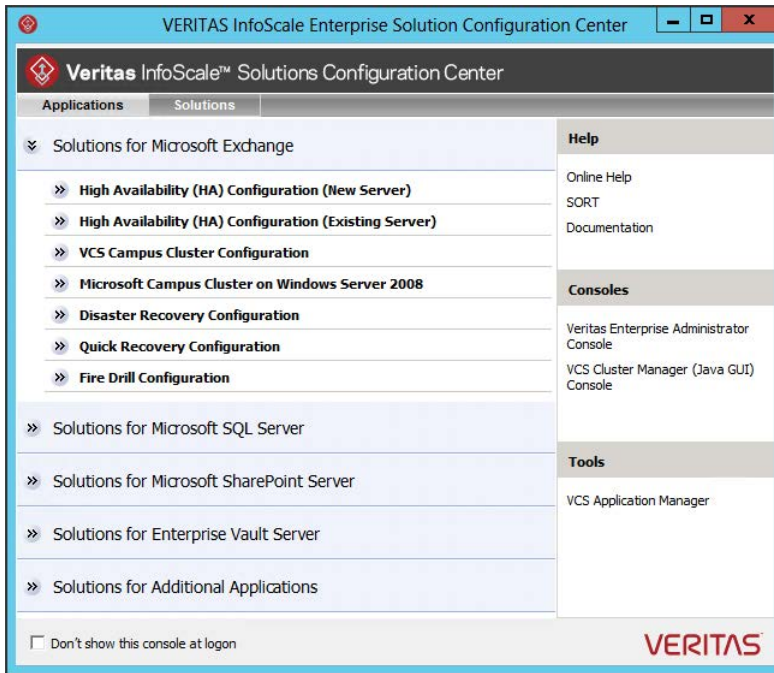 VERITAS InfoScale Enterprise Solution Configuration Center
Veritas InfoScale™ Solutions Configuration Center
Applications
Solutions
Solutions for Microsoft Exchange
High Availability (HA) Configuration (New Server)
High Availability (HA) Configuration (Existing Server)
VCS Campus Cluster Configuration
Microsoft Campus Cluster on Windows Server 2008
Disaster Recovery Configuration
Quick Recovery Configuration
Fire Drill Configuration
Solutions for Microsoft SQL Server
Solutions for Microsoft SharePoint Server
Solutions for Enterprise Vault Server
Solutions for Additional Applications
Help
Online Help
SORT
Documentation
Consoles
Veritas Enterprise Administrator
Console
VCS Cluster Manager (Java GUI)
Console
Tools
VCS Application Manager
Don't show this console at logon
VERITAS